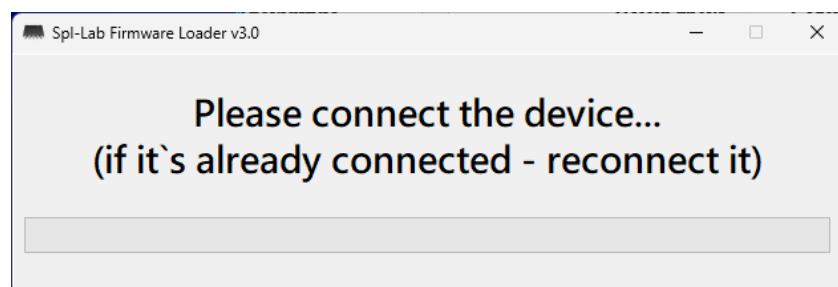 Spl-Lab Firmware Loader v3.0
Please connect the device...
(if it`s already connected - reconnect it)